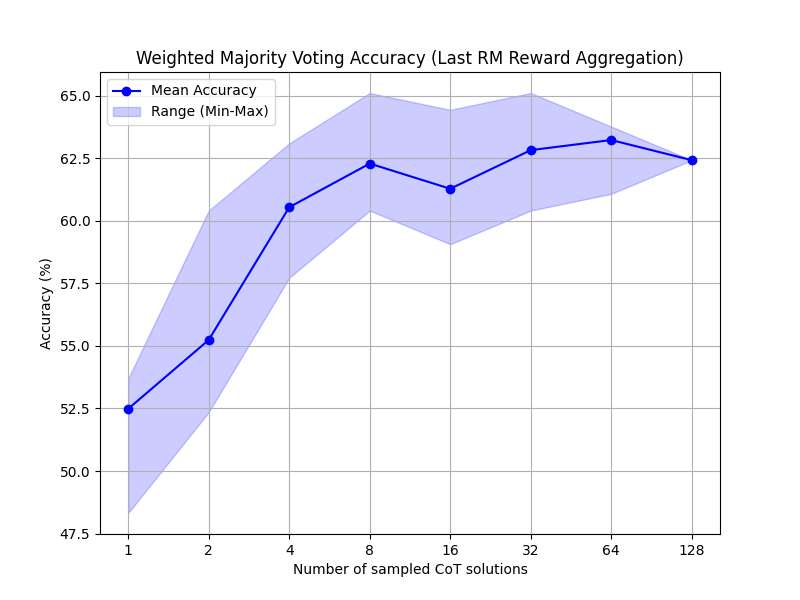 Weighted Majority Voting Accuracy (Last RM Reward Aggregation)
Mean Accuracy
Range (Min-Max)
Accuracy (%)
65.0
62.5
60.0
57.5
55.0
52.5
50.0
47.5
1 2 4 8 16 32 64 128
Number of sampled CoT solutions